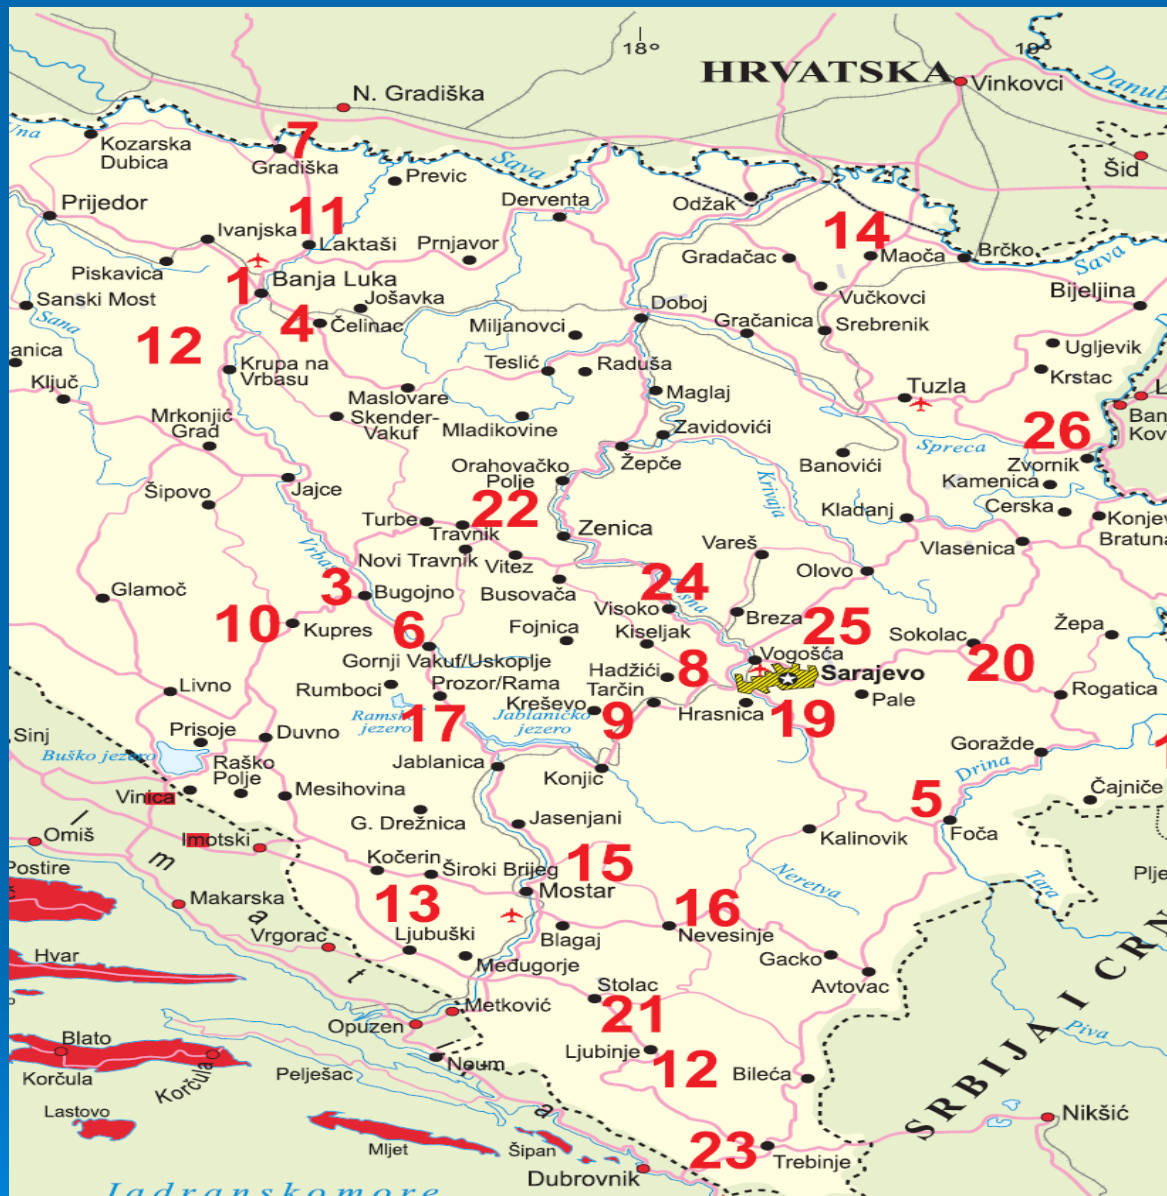 18° 19°
HRVATSKA
Vinkovci
Danub
N. Gradiška
Una
Kozarska
Dubica
7
Gradiška
Previc
Sava
Šid
Prijedor
Derventa
Odžak
Ivanjska
11
Laktaši
Prnjavor
14
Maoča
Brčko
Sava
Piskavica
Gradačac
1
Banja Luka
Vučkovci
Bijeljina
Sanski Most
Sana
Jošavka
Doboj
4
Čelinac
Miljanovci
Gračanica
Srebrenik
12
Ugljevik
anica
Krupa na
Vrbasu
Teslić
Raduša
Krstac
Ključ
Maslovare
Maglaj
Tuzla
L
Ban
Kov
Skender-
Vakuf
Mladikovine
Zavidovići
Mrkonjić
Grad
Žepče
Spreca
26
Zvornik
Orahovačko
Polje
Banovići
Krivaja
Kamenica
Jajce
Šipovo
22
Kladanj
Cerska
Konjev
Turbe
Travnik
Zenica
Bratuna
Vrbas
Novi Travnik
Vitez
Vareš
Vlasenica
Olovo
Glamoč
3
Bugojno
Busovača
24
Visoko
Breza
10
Kupres
6
Fojnica
Kiseljak
25
Sokolac
Žepa
Gornji Vakuf/Uskoplje
Vogošća
Hadžići
8
Sarajevo
20
Livno
Rumboci
Prozor/Rama
Tarčin
Kreševo
Hrasnica
Pale
Rogatica
Ramsko
jezero
17
Jablaničko
jezero
9
19
Sinj
Prisoje
Duvno
Goražde
Buško jezero
Raško
Polje
Jablanica
Konjić
Drina
Vinica
Mesihovina
5
Čajniče
G. Drežnica
Jasenjani
Kalinovik
Foča
Omiš
Imotski
Postire
Kočerin
Široki Brijeg
15
Neretva
Tara
Plje
Makarska
Mostar
13
16
Vrgorac
Ljubuški
Blagaj
Nevesinje
Hvar
Međugorje
Gacko
Avtovac
Stolac
Metković
21
Opuzen
Piva
Blato
Neum
Ljubinje
12
Bileća
Korčula
Korčula
Pelješac
l m a t i a
SRBIJA I CRN
Lastovo
Nikšić
Mljet
Šipan
23
Trebinje
Dubrovnik
Jadransko more